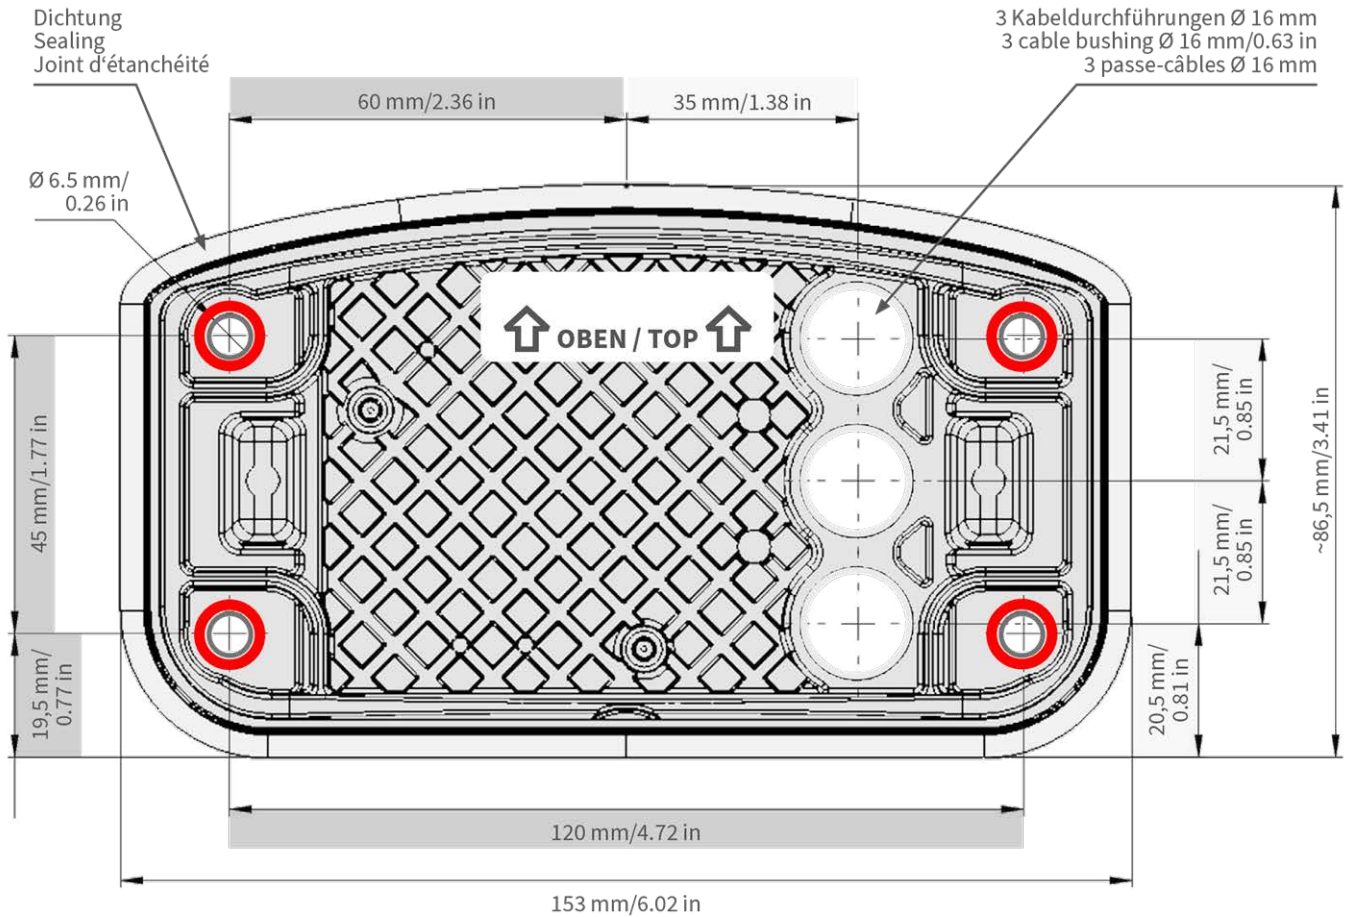 Dichtung
Sealing
Joint d'étanchéité
3 Kabeldurchführungen Ø 16 mm
3 cable bushing Ø 16 mm/0.63 in
3 passe-câbles Ø 16 mm
60 mm/2.36 in
35 mm/1.38 in
Ø 6.5 mm/
0.26 in
OBEN / TOP
45 mm/1.77 in
21,5 mm/
0.85 in
~86,5 mm/3.41 in
21,5 mm/
0.85 in
19,5 mm/
0.77 in
20,5 mm/
0.81 in
120 mm/4.72 in
153 mm/6.02 in